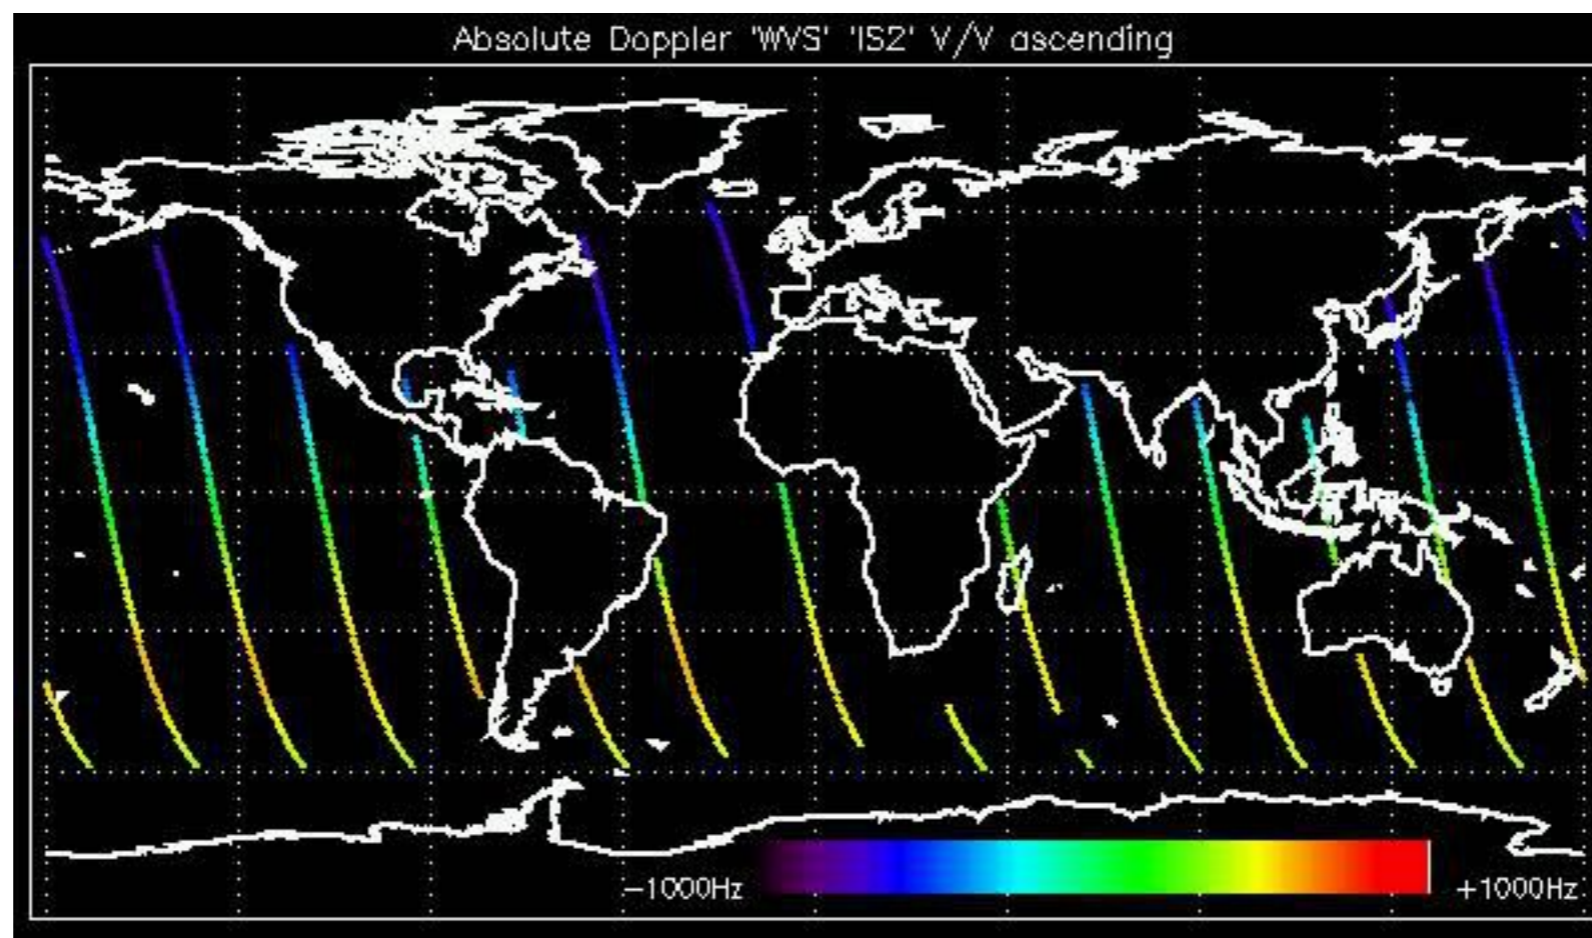 Absolute Doppler 'WVS' 'IS2' V/V ascending
−1000Hz +1000Hz